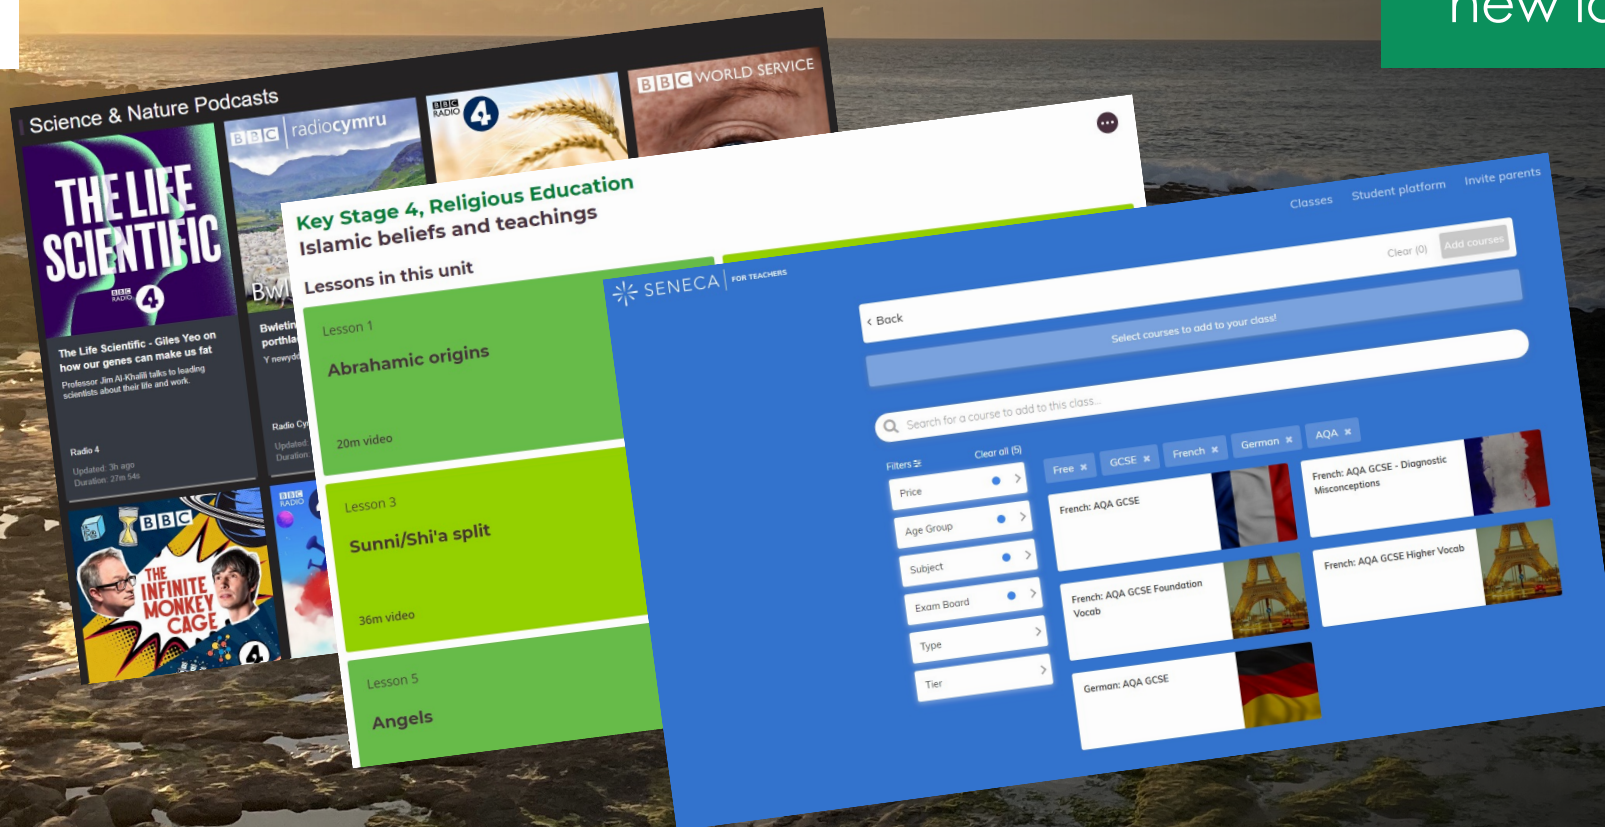 new
Science & Nature Podcasts
THE LIFE
SCIENTIFIC
BBC
RADIO 4
The Life Scientific - Giles Yeo on
how our genes can make us fat
Professor Jim Al-Khalili talks to leading
scientists about their life and work.
Radio 4
Updated: 3h ago
Duration: 27m 54s
BBC radiocymru
Radio
Updated:
Duration
BBC
RADIO 4
BBC WORLD SERVICE
BBC
THE
INFINITE
MONKEY
CAGE
4
BBC
RADIO
Key Stage 4, Religious Education
Islamic beliefs and teachings
Lessons in this unit
Lesson 1
Abrahamic origins
20m video
Lesson 3
Sunni/Shi'a split
36m video
Lesson 5
Angels
SENECA FOR TEACHERS
Classes Student platform Invite parents
< Back
Clear (0) Add courses
Select courses to add to your class!
Search for a course to add to this class...
Filters Clear all (5)
Price
Age Group
Subject
Exam Board
Type
Tier
Free × GCSE × French × German × AQA ×
French: AQA GCSE
French: AQA GCSE - Diagnostic
Misconceptions
French: AQA GCSE Foundation
Vocab
French: AQA GCSE Higher Vocab
German: AQA GCSE